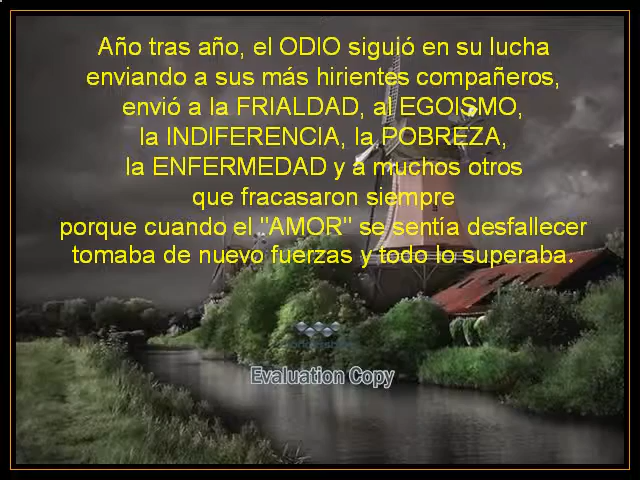 Año tras año, el ODIO siguió en su lucha
enviando a sus más hirientes compañeros,
envió a la FRIALDAD, al EGOISMO,
la INDIFERENCIA, la POBREZA,
la ENFERMEDAD y a muchos otros
que fracasaron siempre
porque cuando el "AMOR" se sentía desfallecer
tomaba de nuevo fuerzas y todo lo superaba.
Evaluation Copy